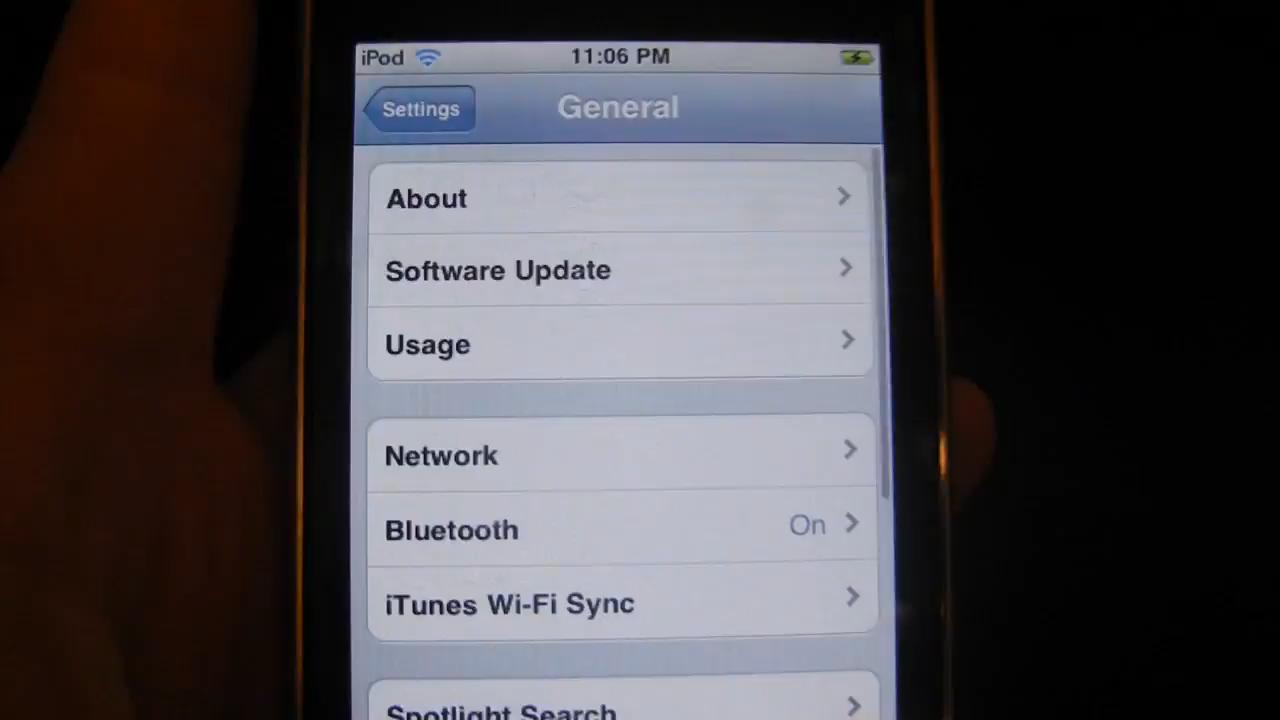 iPod 11:06 PM
Settings General
About
Software Update
Usage
Network
Bluetooth On
iTunes Wi-Fi Sync
Spotlight Search